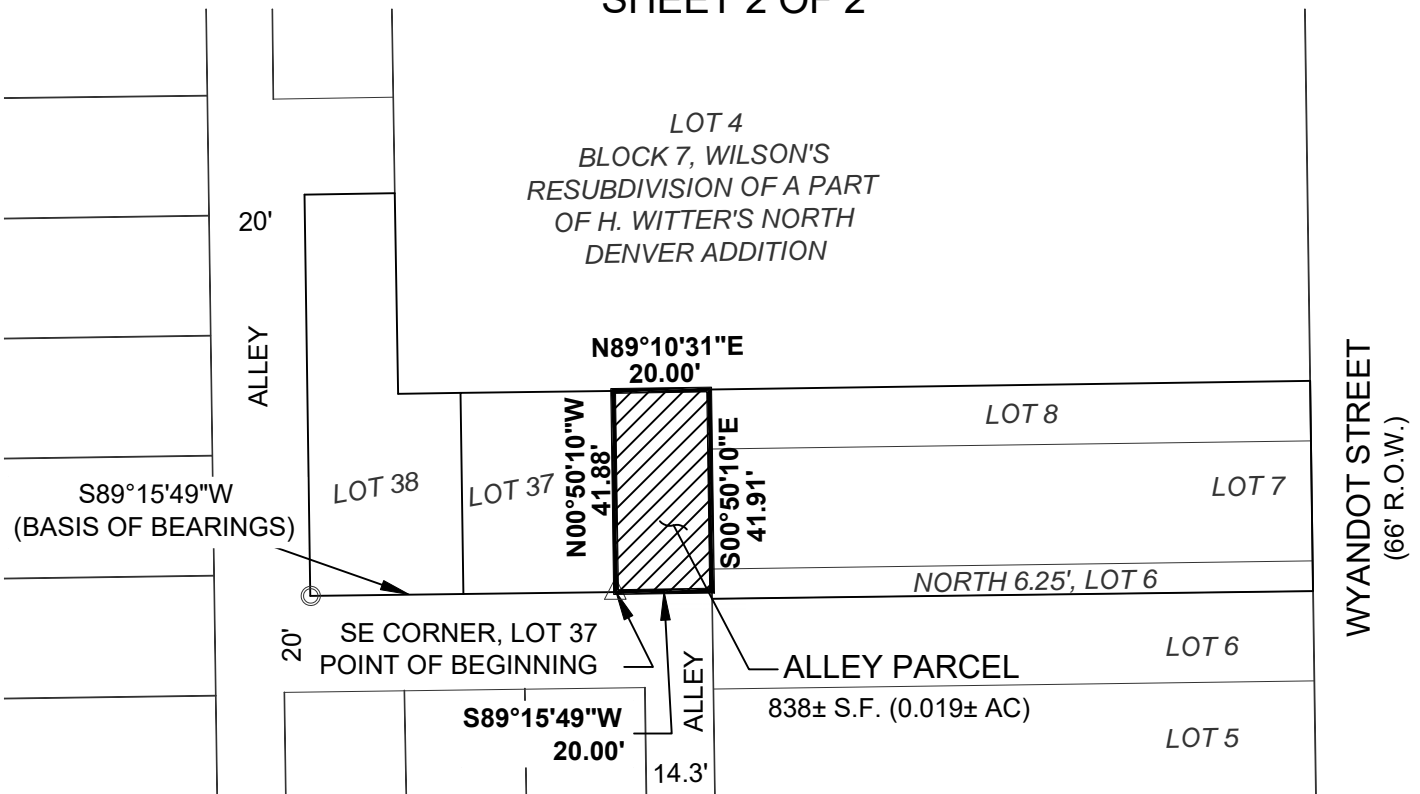 SHEET 2 OF 2
LOT 4
BLOCK 7, WILSON'S
RESUBDIVISION OF A PART
OF H. WITTER'S NORTH
DENVER ADDITION
20'
ALLEY
N89°10'31"E
20.00'
N00°50'10"W
41.88'
S00°50'10"E
41.91'
LOT 8
LOT 7
LOT 38
LOT 37
S89°15'49"W
(BASIS OF BEARINGS)
NORTH 6.25', LOT 6
WYANDOT STREET
(66' R.O.W.)
20'
SE CORNER, LOT 37
POINT OF BEGINNING
ALLEY
ALLEY PARCEL
838± S.F. (0.019± AC)
LOT 6
S89°15'49"W
20.00'
14.3'
LOT 5